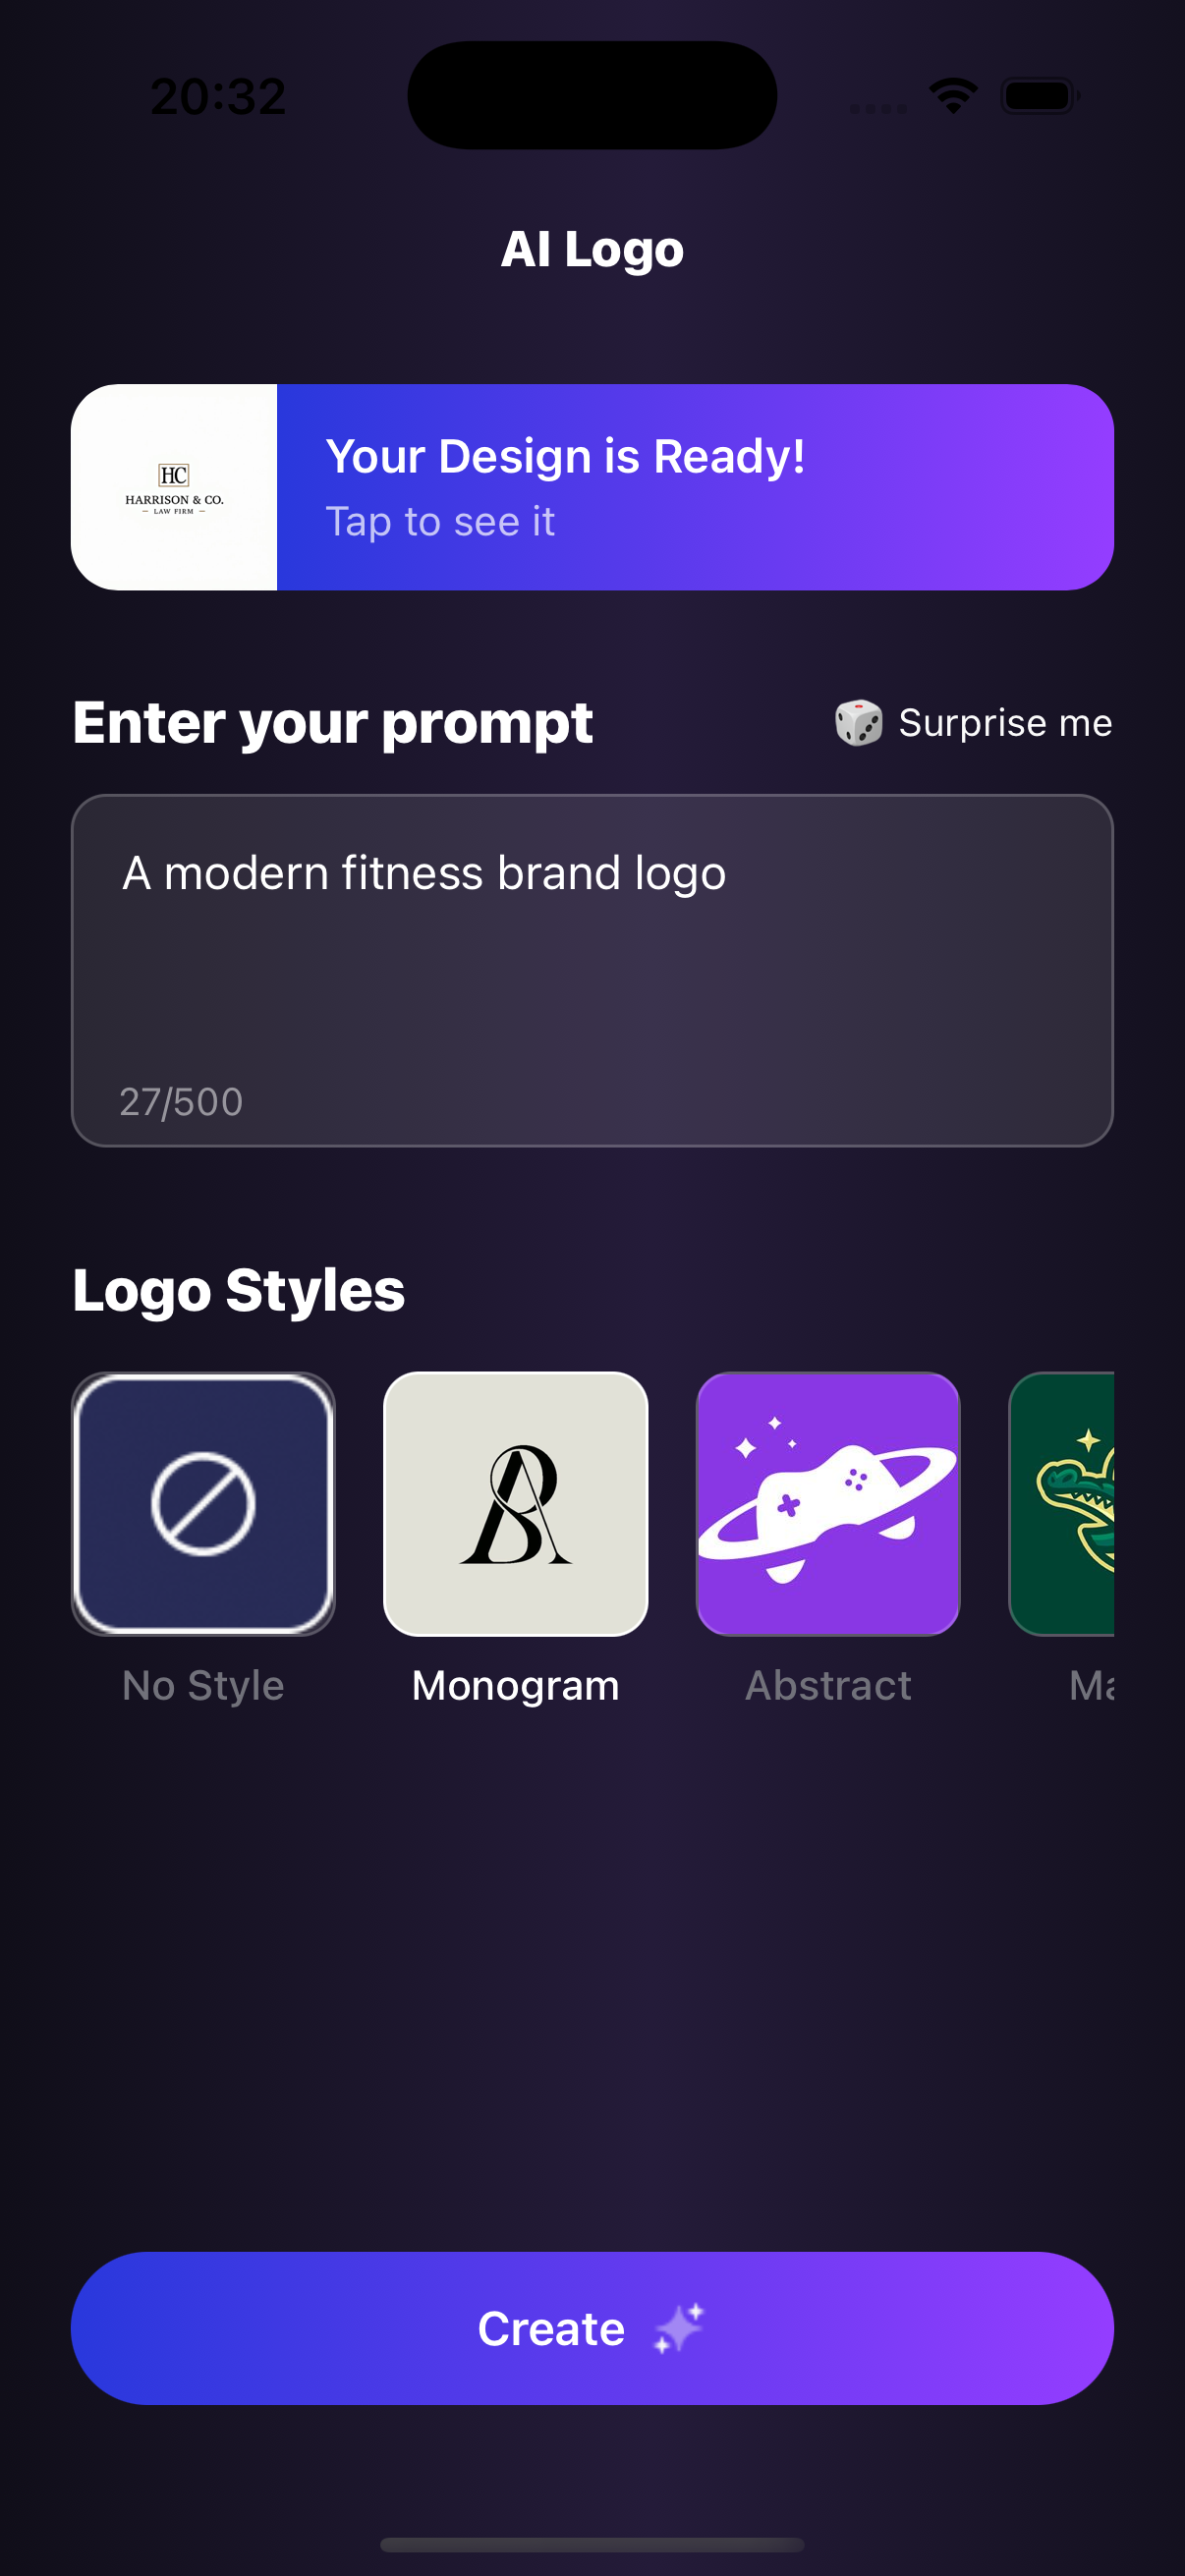 20:32
AI Logo
HC
HARRISON & CO.
– LAW FIRM –
Your Design is Ready!
Tap to see it
Enter your prompt
🎲 Surprise me
A modern fitness brand logo
27/500
Logo Styles
No Style
Monogram
Abstract
Ma
Create